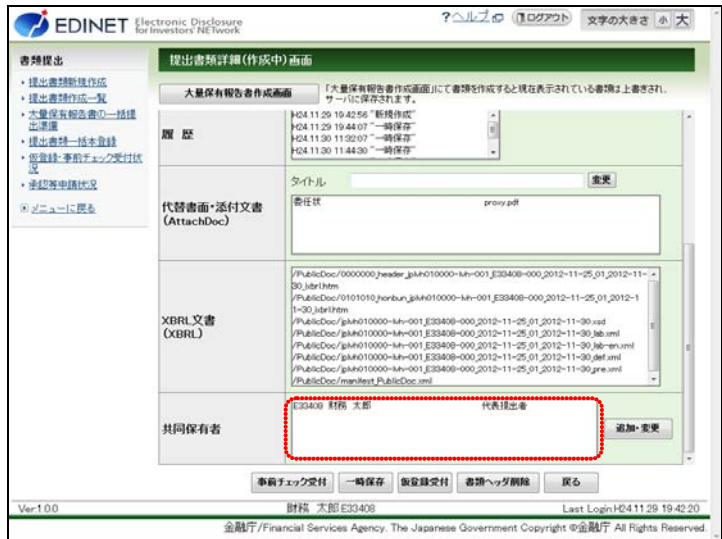 EDINET Electronic Disclosure for Investors' NETwork
?ヘルプ ログアウト 文字の大きさ 小 大
書類提出
・提出書類新規作成
・提出書類作成一覧
・大量保有報告書の一括提出準備
・提出書類一括本登録
・仮登録・事前チェック受付状況
・承認等申請状況
メニューに戻る
提出書類詳細(作成中)画面
大量保有報告書作成画面
「大量保有報告書作成画面」にて書類を作成すると現在表示されている書類は上書きされ、
サーバに保存されます。
履 歴
H24.11.29 19:42:56 "新規作成"
H24.11.29 19:44:07 "一時保存"
H24.11.30 11:32:07 "一時保存"
H24.11.30 11:44:30 "一時保存"
代替書面・添付文書
(AttachDoc)
タイトル 変更
委任状 proxy.pdf
XBRL文書
(XBRL)
/PublicDoc/0000000_header_jplvh010000-lvh-001_E33408-000_2012-11-25_01_2012-11-
30_ixbrl.htm
/PublicDoc/0101010_honbun_jplvh010000-lvh-001_E33408-000_2012-11-25_01_2012-1
1-30_ixbrl.htm
/PublicDoc/jplvh010000-lvh-001_E33408-000_2012-11-25_01_2012-11-30.xsd
/PublicDoc/jplvh010000-lvh-001_E33408-000_2012-11-25_01_2012-11-30_lab.xml
/PublicDoc/jplvh010000-lvh-001_E33408-000_2012-11-25_01_2012-11-30_lab-en.xml
/PublicDoc/jplvh010000-lvh-001_E33408-000_2012-11-25_01_2012-11-30_def.xml
/PublicDoc/jplvh010000-lvh-001_E33408-000_2012-11-25_01_2012-11-30_pre.xml
/PublicDoc/manifest_PublicDoc.xml
共同保有者
E33408 財務 太郎 代表提出者
追加・変更
事前チェック受付 一時保存 仮登録受付 書類ヘッダ削除 戻る
Ver1.0.0 財務 太郎:E33408 Last Login:H24.11.29 19:42:20
金融庁/Financial Services Agency. The Japanese Government Copyright ©金融庁 All Rights Reserved.